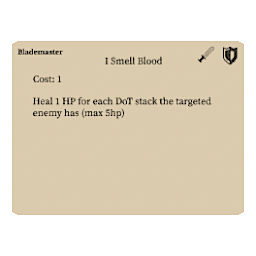 Blademaster
I Smell Blood
Cost: 1
Heal 1 HP for each DoT stack the targeted
enemy has (max 5hp)